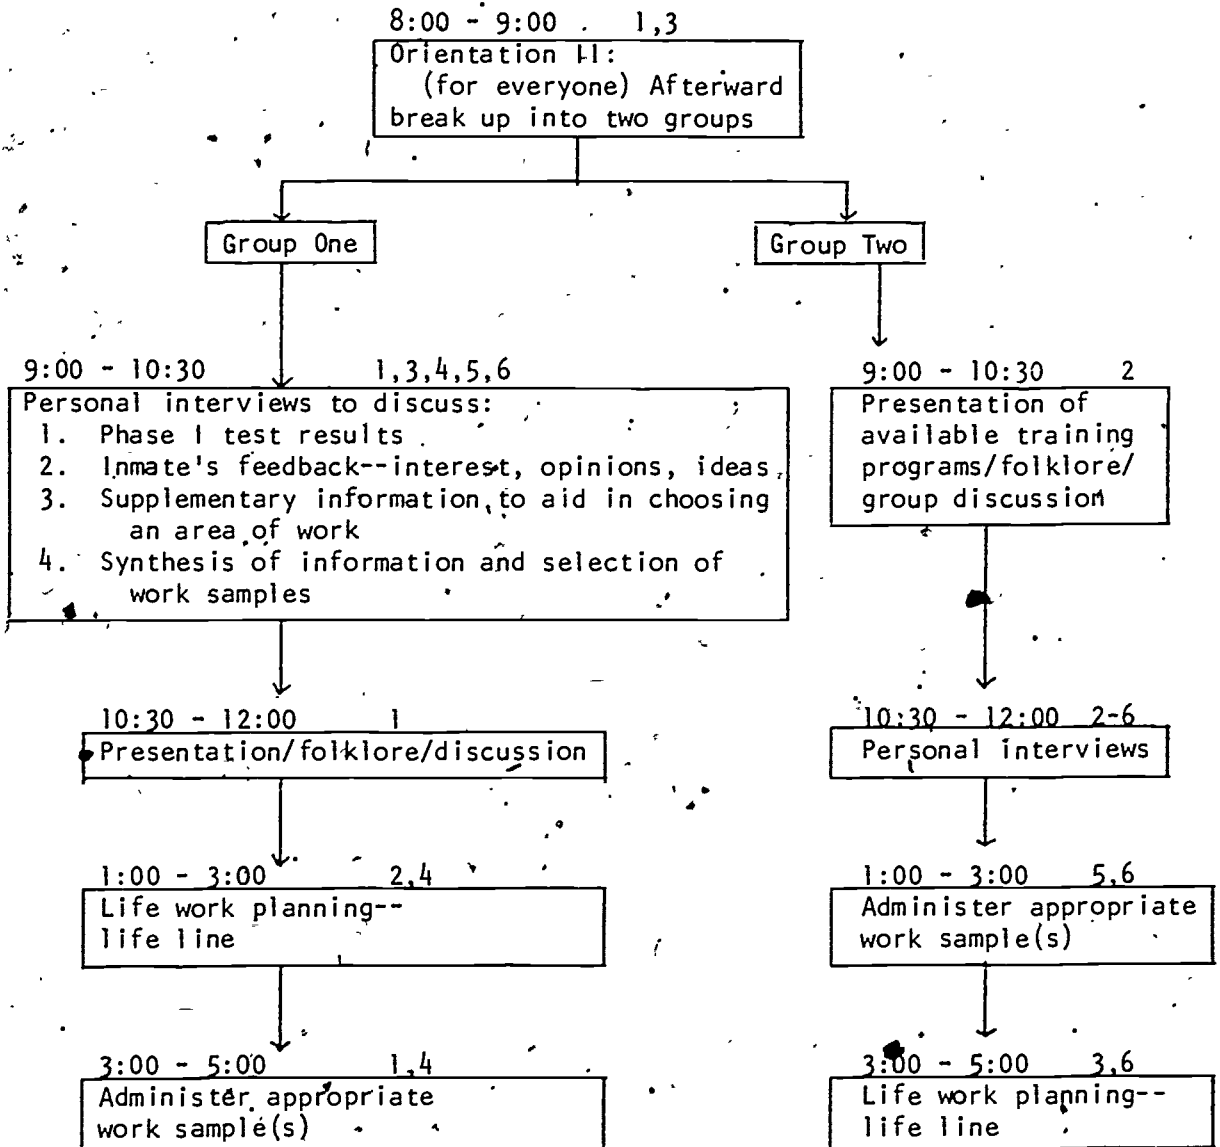 8:00 - 9:00 1,3
Orientation II:
(for everyone) Afterward
break up into two groups
Group One
Group Two
9:00 - 10:30 1,3,4,5,6
Personal interviews to discuss:
1. Phase I test results
2. Inmate's feedback--interest, opinions, ideas
3. Supplementary information to aid in choosing
an area of work
4. Synthesis of information and selection of
work samples
9:00 - 10:30 2
Presentation of
available training
programs/folklore/
group discussion
10:30 - 12:00 1
Presentation/folklore/discussion
10:30 - 12:00 2-6
Personal interviews
1:00 - 3:00 2,4
Life work planning--
life line
1:00 - 3:00 5,6
Administer appropriate
work sample(s)
3:00 - 5:00 1,4
Administer appropriate
work sample(s)
3:00 - 5:00 3,6
Life work planning--
life line